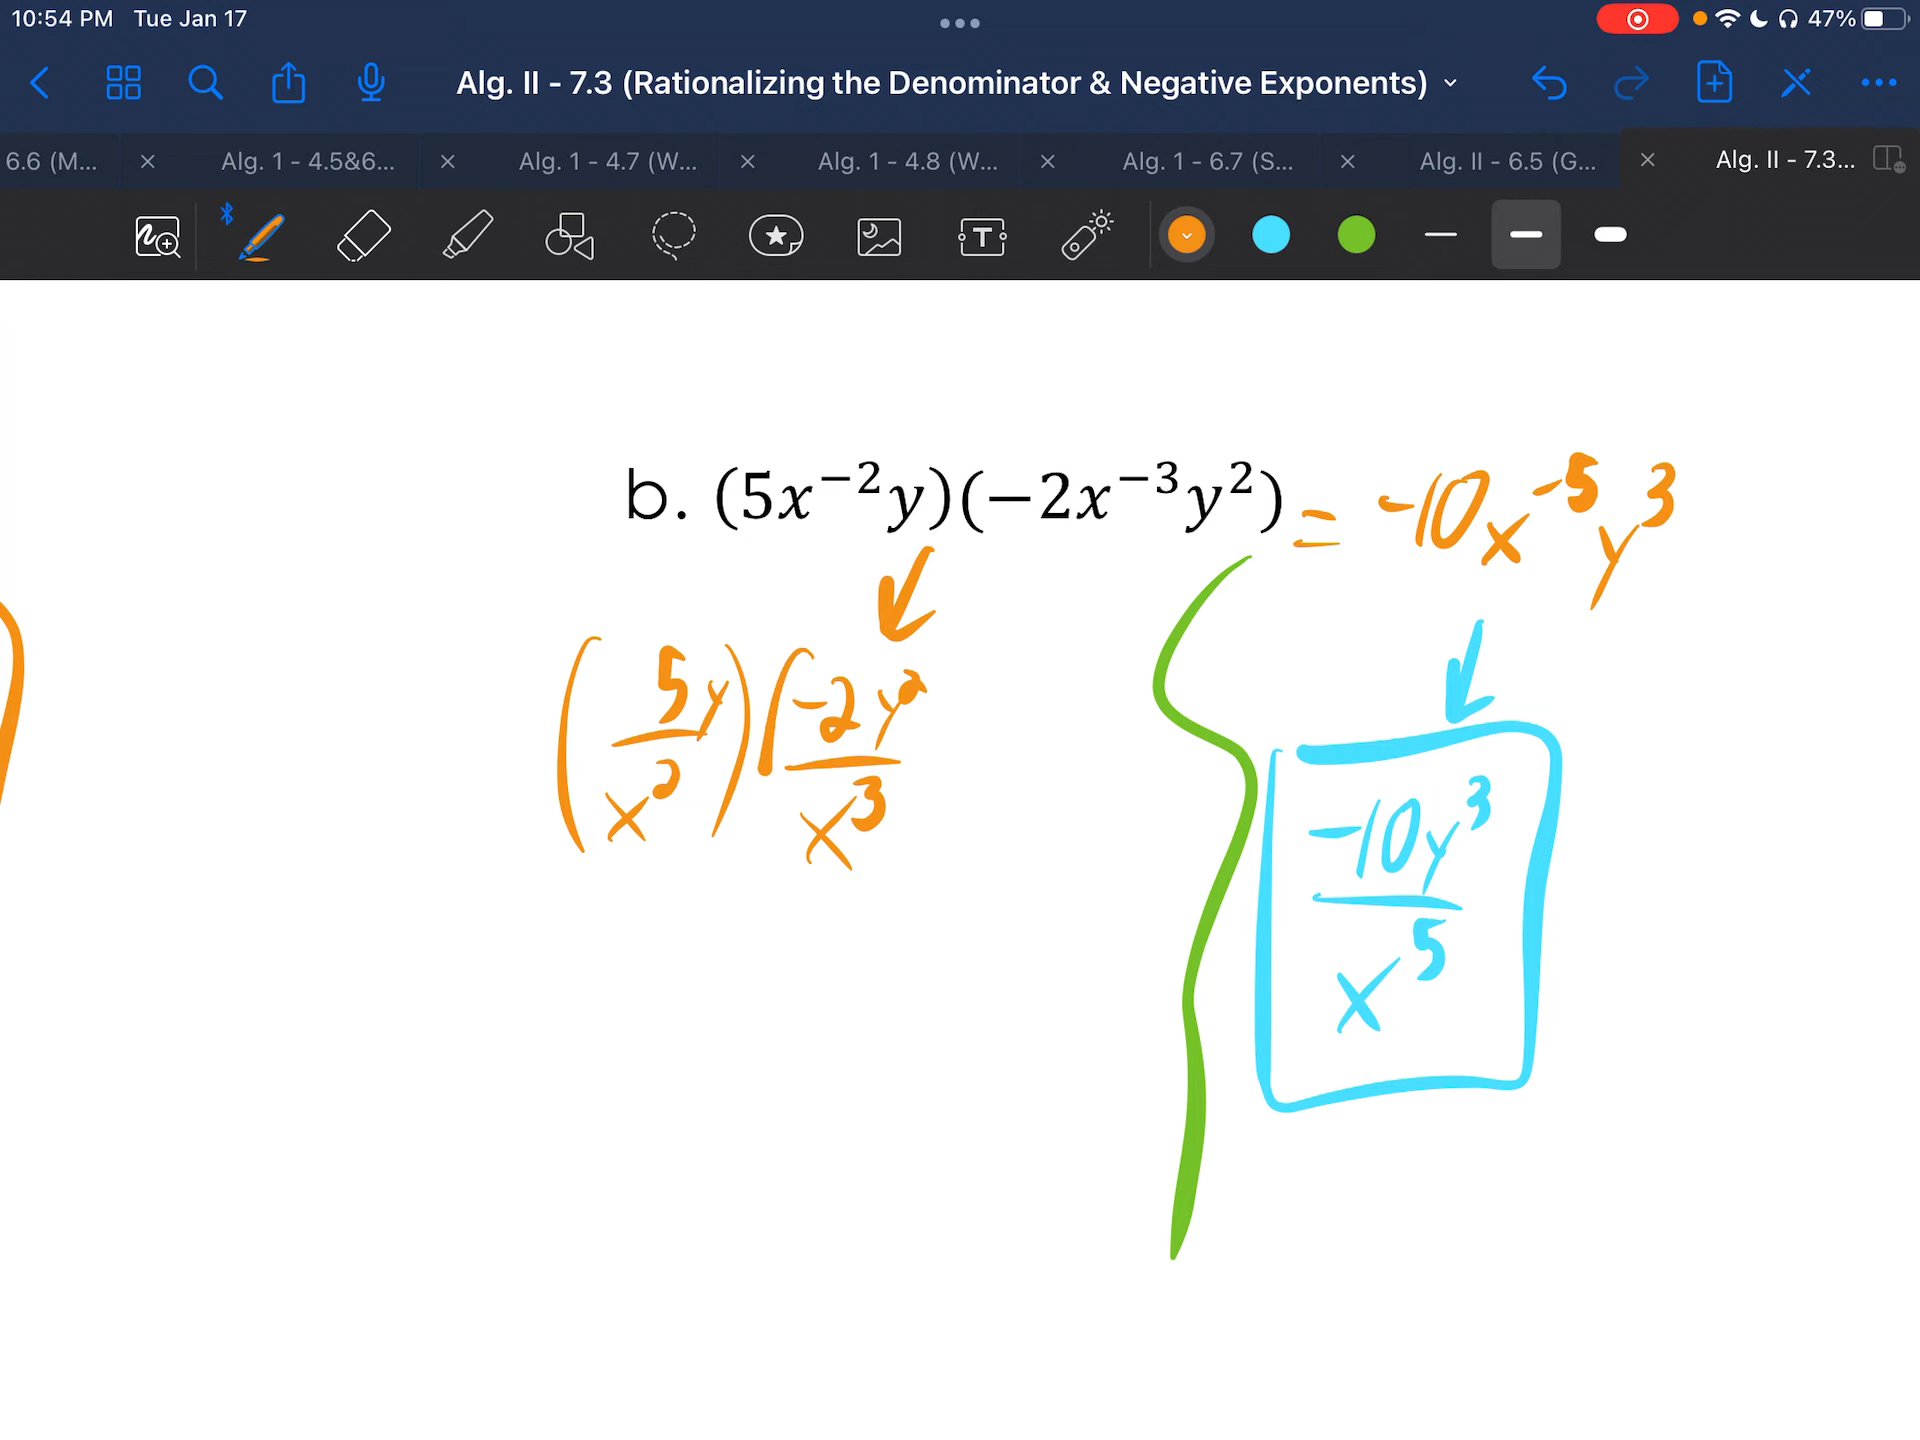 10:54 PM Tue Jan 17 47%
Alg. II - 7.3 (Rationalizing the Denominator & Negative Exponents)
6.6 (M... Alg. 1 - 4.5&6... Alg. 1 - 4.7 (W... Alg. 1 - 4.8 (W... Alg. 1 - 6.7 (S... Alg. II - 6.5 (G... Alg. II - 7.3...
T
b. (5x⁻²y)(−2x⁻³y²) = -10x⁻⁵y³
(5y/x²)(-2y²/x³
-10y³
x⁵